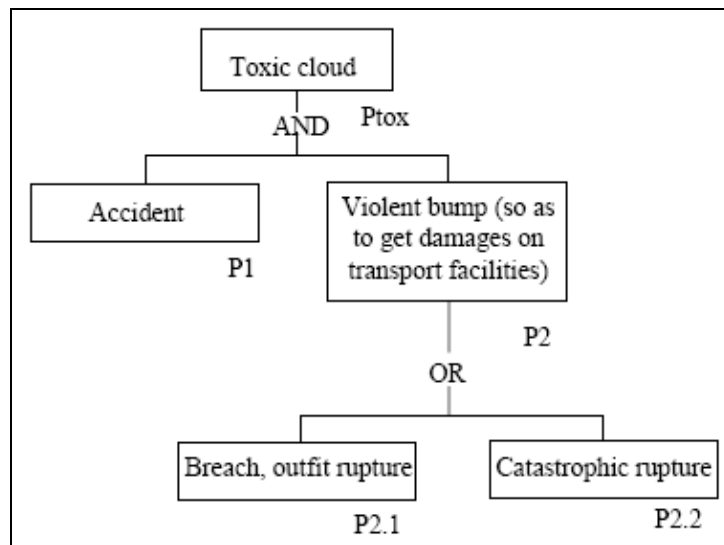 Toxic cloud
AND
Ptox
Accident
P1
Violent bump (so as
to get damages on
transport facilities)
P2
OR
Breach, outfit rupture
P2.1
Catastrophic rupture
P2.2